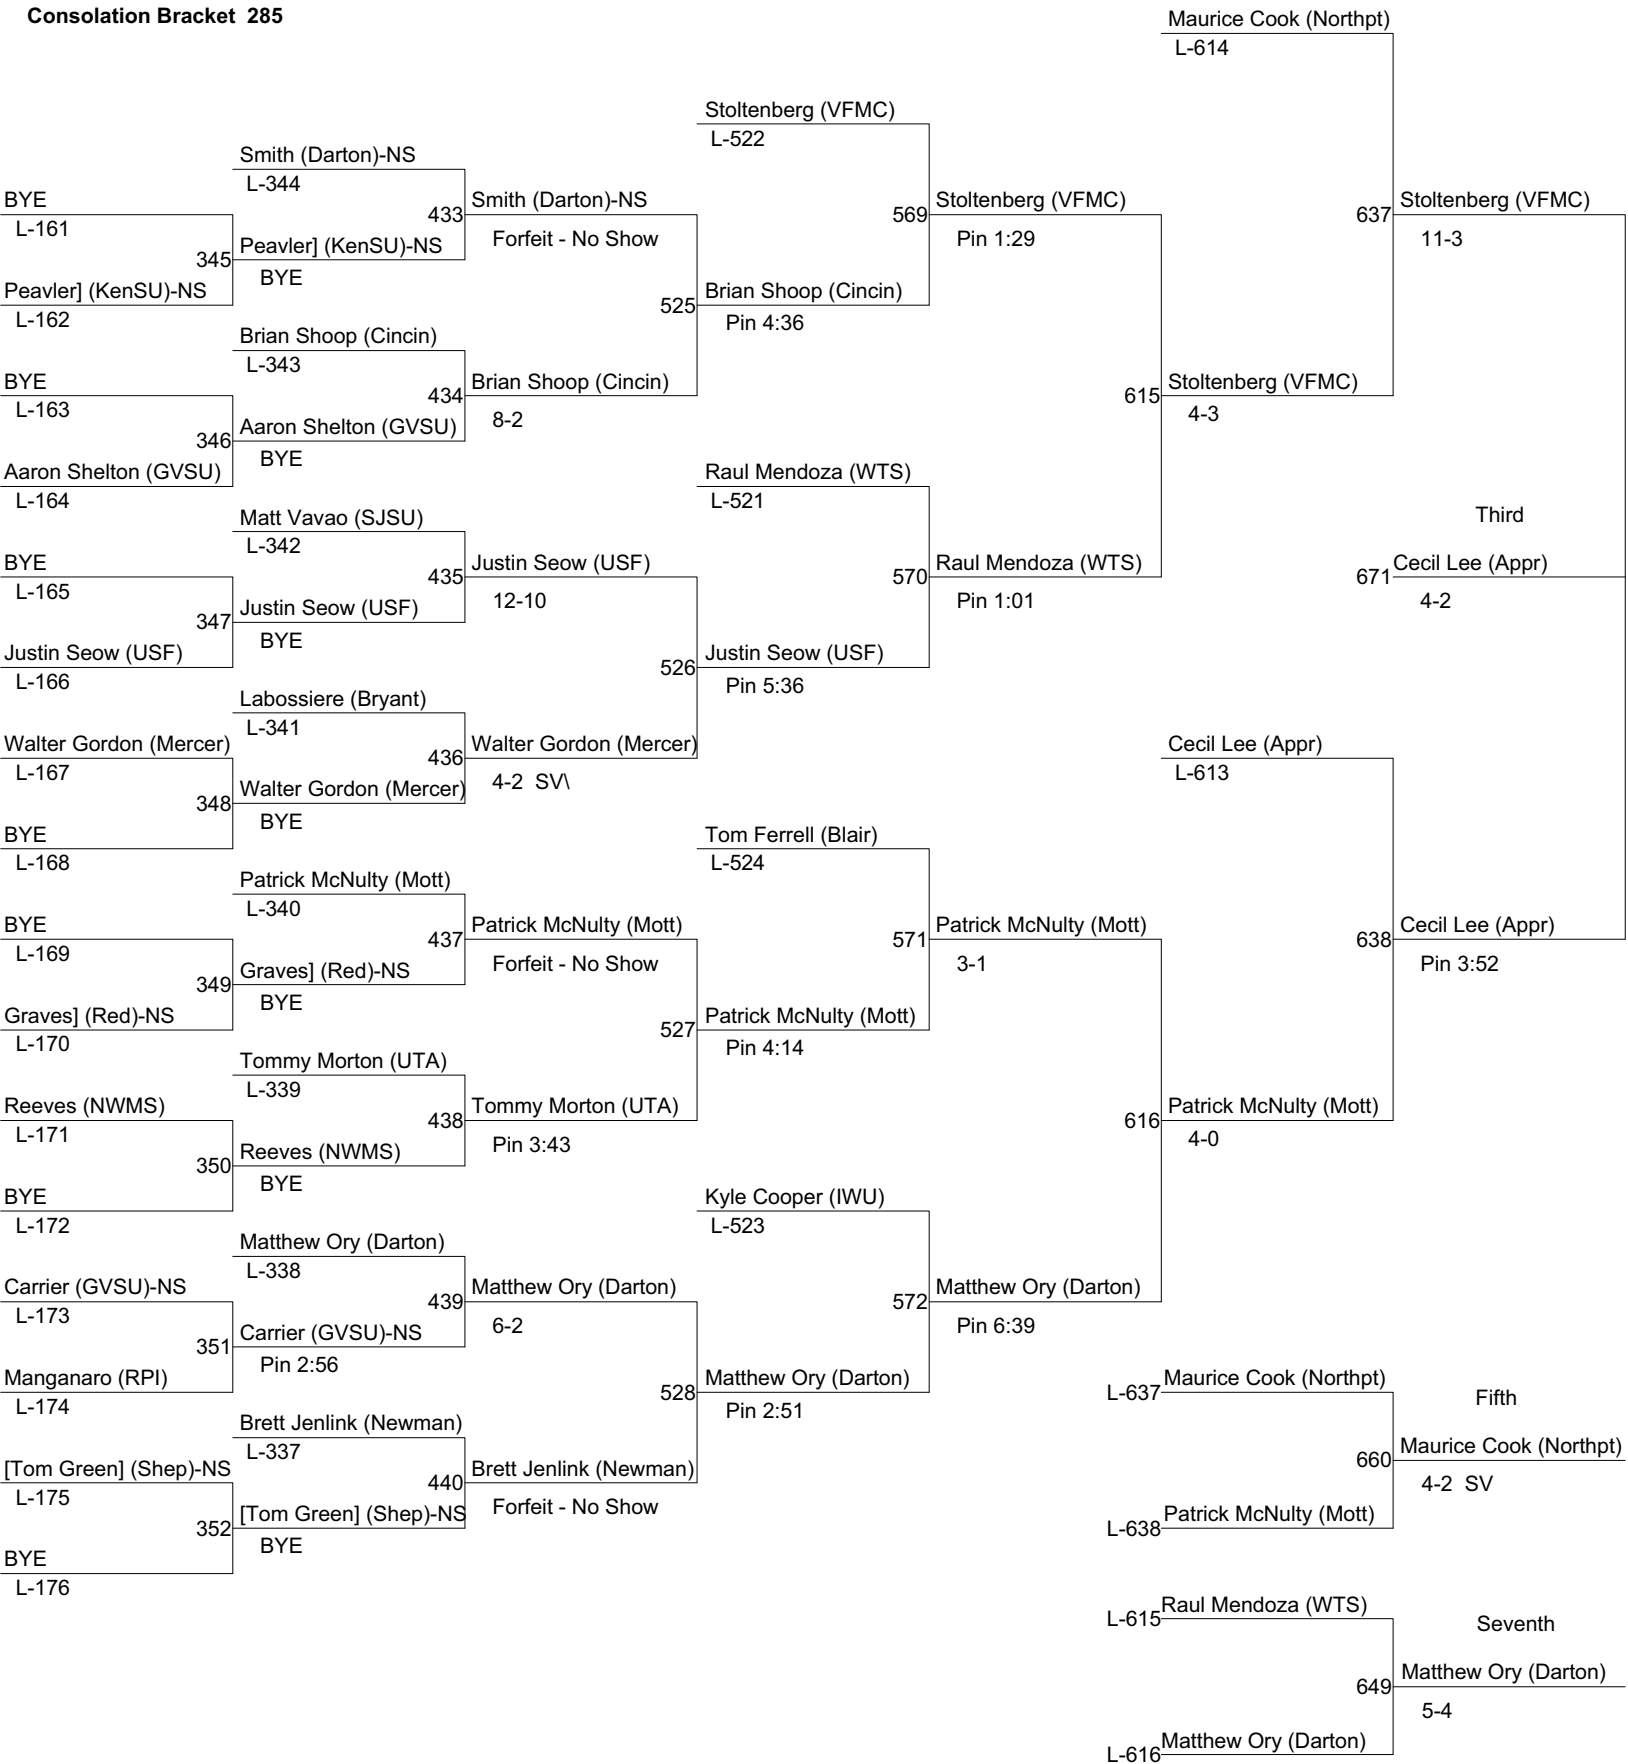 Consolation Bracket 285
BYE
L-161
345
Peavler] (KenSU)-NS
L-162
BYE
L-163
346
Aaron Shelton (GVSU)
L-164
BYE
L-165
347
Justin Seow (USF)
L-166
Walter Gordon (Mercer)
L-167
348
BYE
L-168
BYE
L-169
349
Graves] (Red)-NS
L-170
Reeves (NWMS)
L-171
350
BYE
L-172
Carrier (GVSU)-NS
L-173
351
Manganaro (RPI)
L-174
[Tom Green] (Shep)-NS
L-175
352
BYE
L-176
Smith (Darton)-NS
L-344
433
Peavler] (KenSU)-NS
BYE
Brian Shoop (Cincin)
L-343
434
Aaron Shelton (GVSU)
BYE
Matt Vavao (SJSU)
L-342
435
Justin Seow (USF)
BYE
Labossiere (Bryant)
L-341
436
Walter Gordon (Mercer)
BYE
Patrick McNulty (Mott)
L-340
437
Graves] (Red)-NS
BYE
Tommy Morton (UTA)
L-339
438
Reeves (NWMS)
BYE
Matthew Ory (Darton)
L-338
439
Carrier (GVSU)-NS
Pin 2:56
Brett Jenlink (Newman)
L-337
440
[Tom Green] (Shep)-NS
BYE
Smith (Darton)-NS
Forfeit - No Show
525
Brian Shoop (Cincin)
8-2
Justin Seow (USF)
12-10
526
Walter Gordon (Mercer)
4-2 SV\
Patrick McNulty (Mott)
Forfeit - No Show
527
Tommy Morton (UTA)
Pin 3:43
Matthew Ory (Darton)
6-2
528
Brett Jenlink (Newman)
Forfeit - No Show
Stoltenberg (VFMC)
L-522
569
Brian Shoop (Cincin)
Pin 4:36
Raul Mendoza (WTS)
L-521
570
Justin Seow (USF)
Pin 5:36
Tom Ferrell (Blair)
L-524
571
Patrick McNulty (Mott)
Pin 4:14
Kyle Cooper (IWU)
L-523
572
Matthew Ory (Darton)
Pin 2:51
Stoltenberg (VFMC)
Pin 1:29
615
Raul Mendoza (WTS)
Pin 1:01
Patrick McNulty (Mott)
3-1
616
Matthew Ory (Darton)
Pin 6:39
Maurice Cook (Northpt)
L-614
637
Stoltenberg (VFMC)
4-3
Cecil Lee (Appr)
L-613
638
Patrick McNulty (Mott)
4-0
Stoltenberg (VFMC)
11-3
Third
671
Cecil Lee (Appr)
4-2
Cecil Lee (Appr)
Pin 3:52
L-637
Maurice Cook (Northpt)
Fifth
660
Maurice Cook (Northpt)
4-2 SV
L-638
Patrick McNulty (Mott)
L-615
Raul Mendoza (WTS)
Seventh
649
Matthew Ory (Darton)
5-4
L-616
Matthew Ory (Darton)